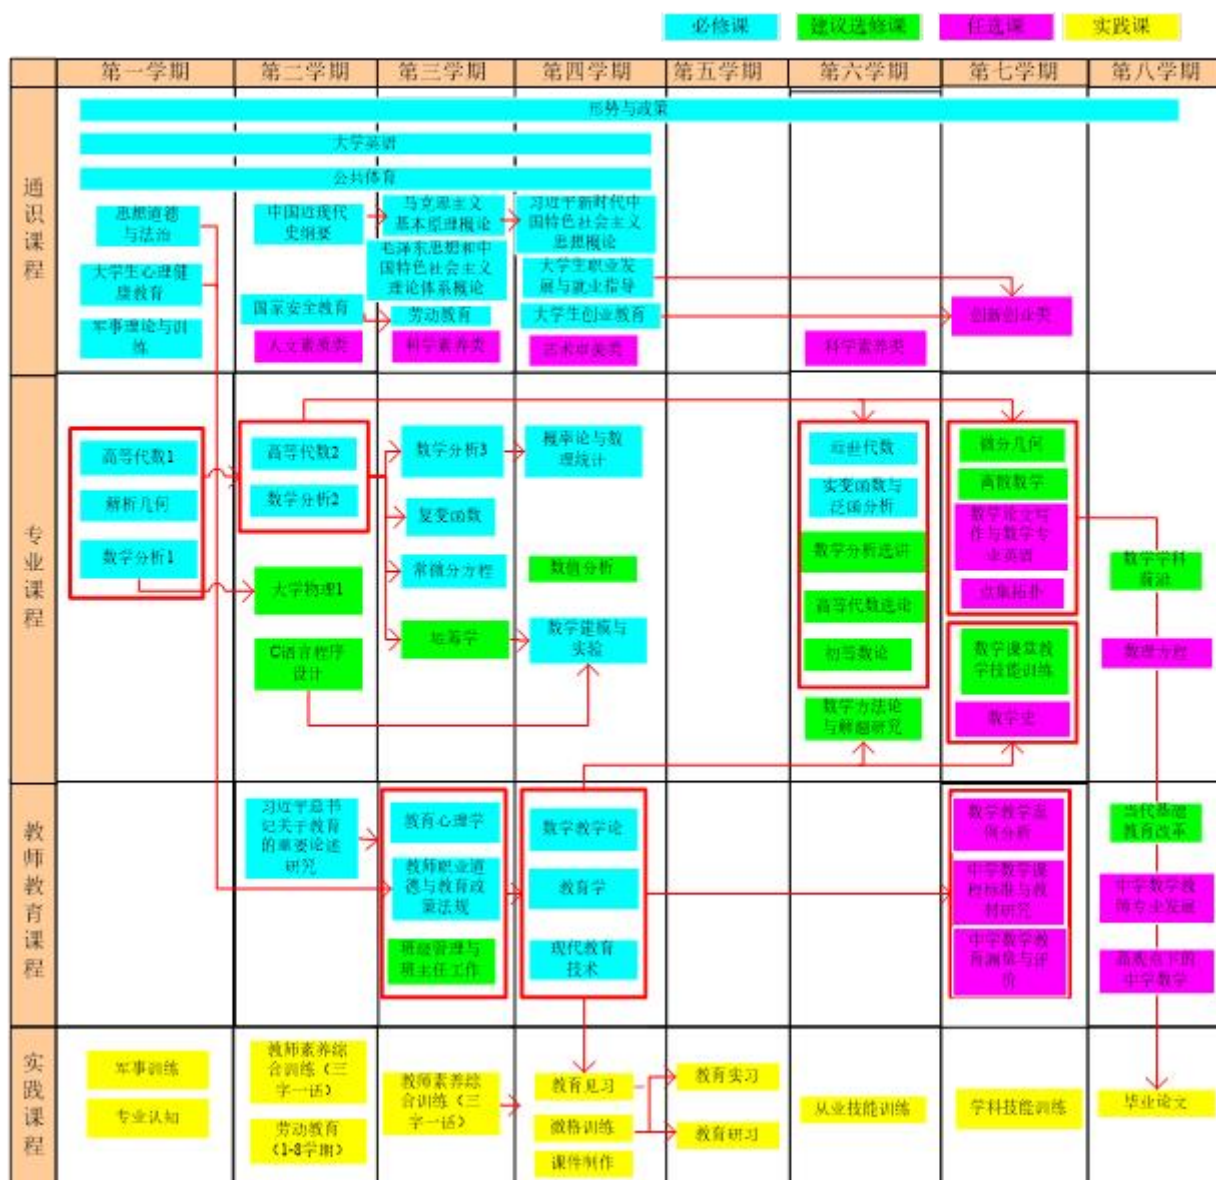 必修课
建议选修课
任选课
实践课
第一学期
第二学期
第三学期
第四学期
第五学期
第六学期
第七学期
第八学期
通识课程
形势与政策
大学英语
公共体育
思想道德
与法治
中国近现代
史纲要
马克思主义
基本原理概论
习近平新时代中
国特色社会主义
思想概论
大学生心理健
康教育
毛泽东思想和中
国特色社会主义
理论体系概论
大学生职业发
展与就业指导
军事理论与训
练
国家安全教育
劳动教育
大学生创业教育
创新创业类
人文素质类
科学素养类
艺术审美类
科学素养类
专业课程
高等代数1
解析几何
数学分析1
高等代数2
数学分析2
大学物理1
C语言程序
设计
数学分析3
复变函数
常微分方程
运筹学
概率论与数
理统计
数值分析
数学建模与
实验
近世代数
实变函数与
泛函分析
数学分析选讲
高等代数选论
初等数论
数学方法论
与解题研究
微分几何
离散数学
数学论文写
作与数学专
业英语
点集拓扑
数学课堂教
学技能训练
数学史
数学学科
前沿
数理方程
教师教育课程
习近平总书
记关于教育
的重要论述
研究
教育心理学
教师职业道
德与教育政
策法规
班级管理与
班主任工作
数学教学论
教育学
现代教育
技术
数学教学案
例分析
中学数学课
程标准与教
材研究
中学数学教
育测量与评
价
当代基础
教育改革
中学数学教
师专业发展
高观点下的
中学数学
实践课程
军事训练
专业认知
教师素养综
合训练（三
字一话）
劳动教育
（1-8学期）
教师素养综
合训练（三
字一话）
教育见习
微格训练
课件制作
教育实习
教育研习
从业技能训练
学科技能训练
毕业论文